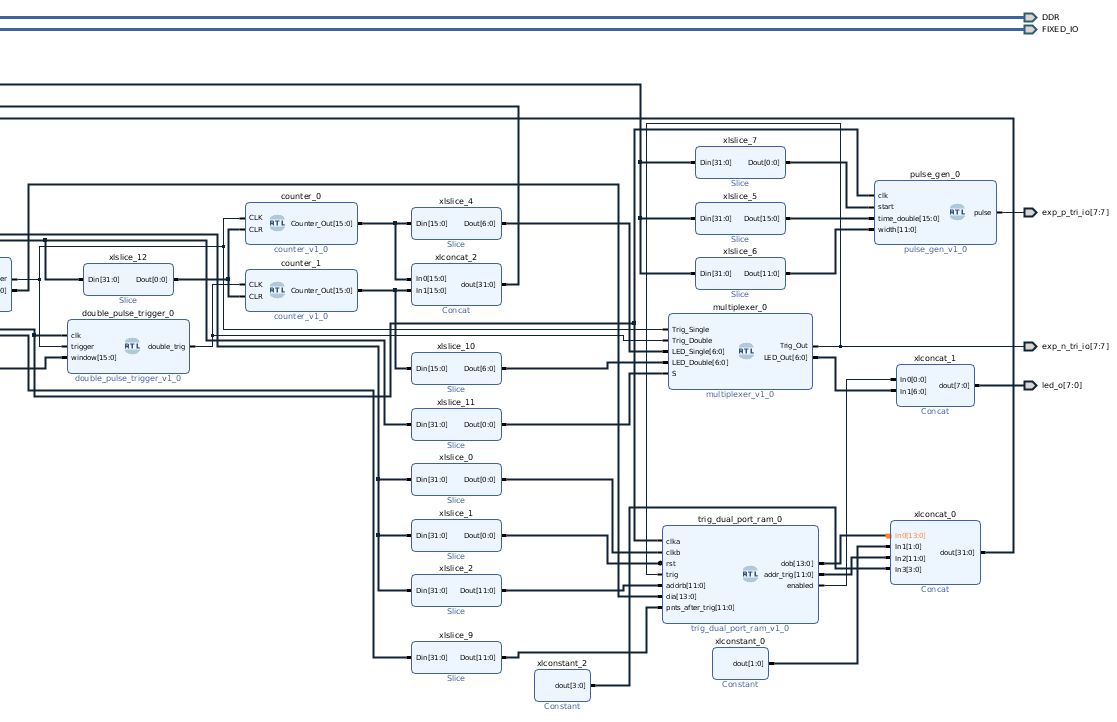 DDR
FIXED_IO
xlslice_7
Din[31:0] Dout[0:0]
Slice
xlslice_5
Din[31:0] Dout[15:0]
Slice
xlslice_6
Din[31:0] Dout[11:0]
Slice
pulse_gen_0
clk
start
time_double[15:0]
width[11:0]
RTL
pulse
pulse_gen_v1_0
exp_p_tri_io[7:7]
counter_0
CLK
CLR
RTL
Counter_Out[15:0]
counter_v1_0
xlslice_4
Din[15:0] Dout[6:0]
Slice
xlslice_12
Din[31:0] Dout[0:0]
Slice
counter_1
CLK
CLR
RTL
Counter_Out[15:0]
counter_v1_0
xlconcat_2
In0[15:0]
In1[15:0]
dout[31:0]
Concat
double_pulse_trigger_0
clk
trigger
window[15:0]
RTL
double_trig
double_pulse_trigger_v1_0
multiplexer_0
Trig_Single
Trig_Double
LED_Single[6:0]
LED_Double[6:0]
S
RTL
Trig_Out
LED_Out[6:0]
multiplexer_v1_0
exp_n_tri_io[7:7]
xlslice_10
Din[15:0] Dout[6:0]
Slice
xlconcat_1
In0[0:0]
In1[6:0]
dout[7:0]
Concat
led_o[7:0]
xlslice_11
Din[31:0] Dout[0:0]
Slice
xlslice_0
Din[31:0] Dout[0:0]
Slice
xlslice_1
Din[31:0] Dout[0:0]
Slice
xlslice_2
Din[31:0] Dout[11:0]
Slice
xlslice_9
Din[31:0] Dout[11:0]
Slice
trig_dual_port_ram_0
clka
clkb
rst
trig
addrb[11:0]
dia[13:0]
pnts_after_trig[11:0]
RTL
dob[13:0]
addr_trig[11:0]
enabled
trig_dual_port_ram_v1_0
xlconcat_0
In0[13:0]
In1[1:0]
In2[11:0]
In3[3:0]
dout[31:0]
Concat
xlconstant_0
dout[1:0]
Constant
xlconstant_2
dout[3:0]
Constant